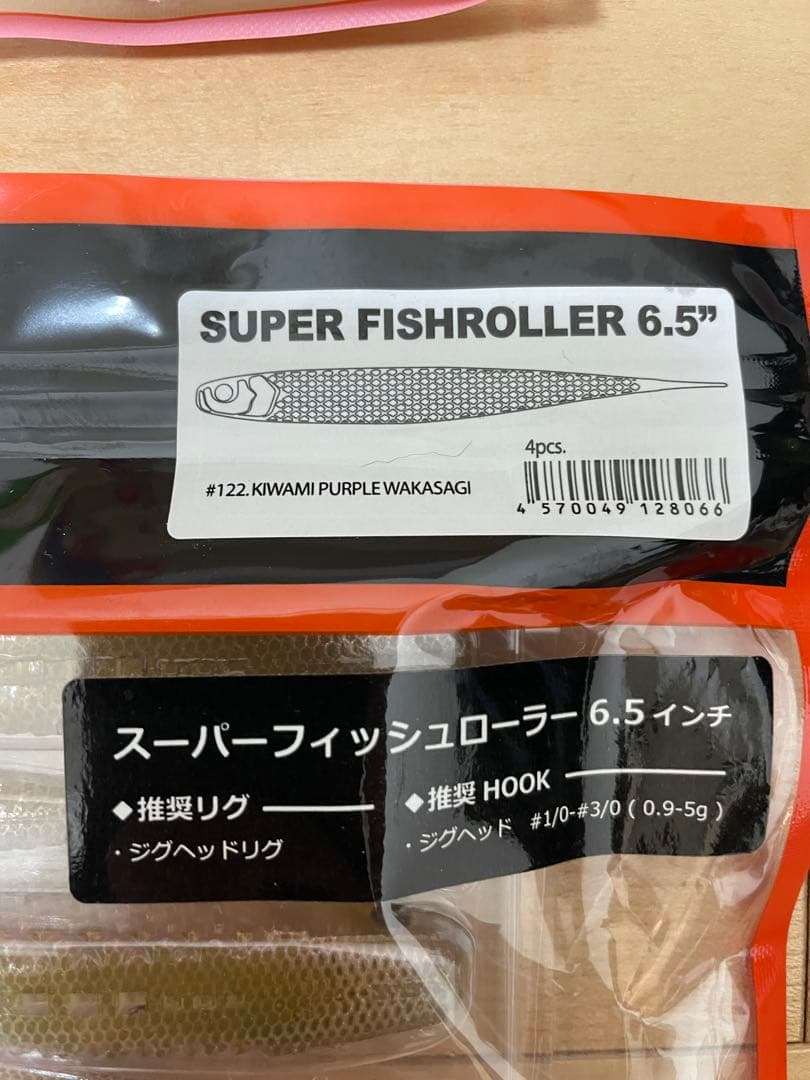 SUPER FISHROLLER 6.5”
4pcs.
#122.KIWAMI PURPLE WAKASAGI
4 570049 128066
スーパーフィッシュローラー 6.5 インチ
◆推奨リグ
・ジグヘッドリグ
◆推奨 HOOK
・ジグヘッド #1/0-#3/0 ( 0.9-5g )